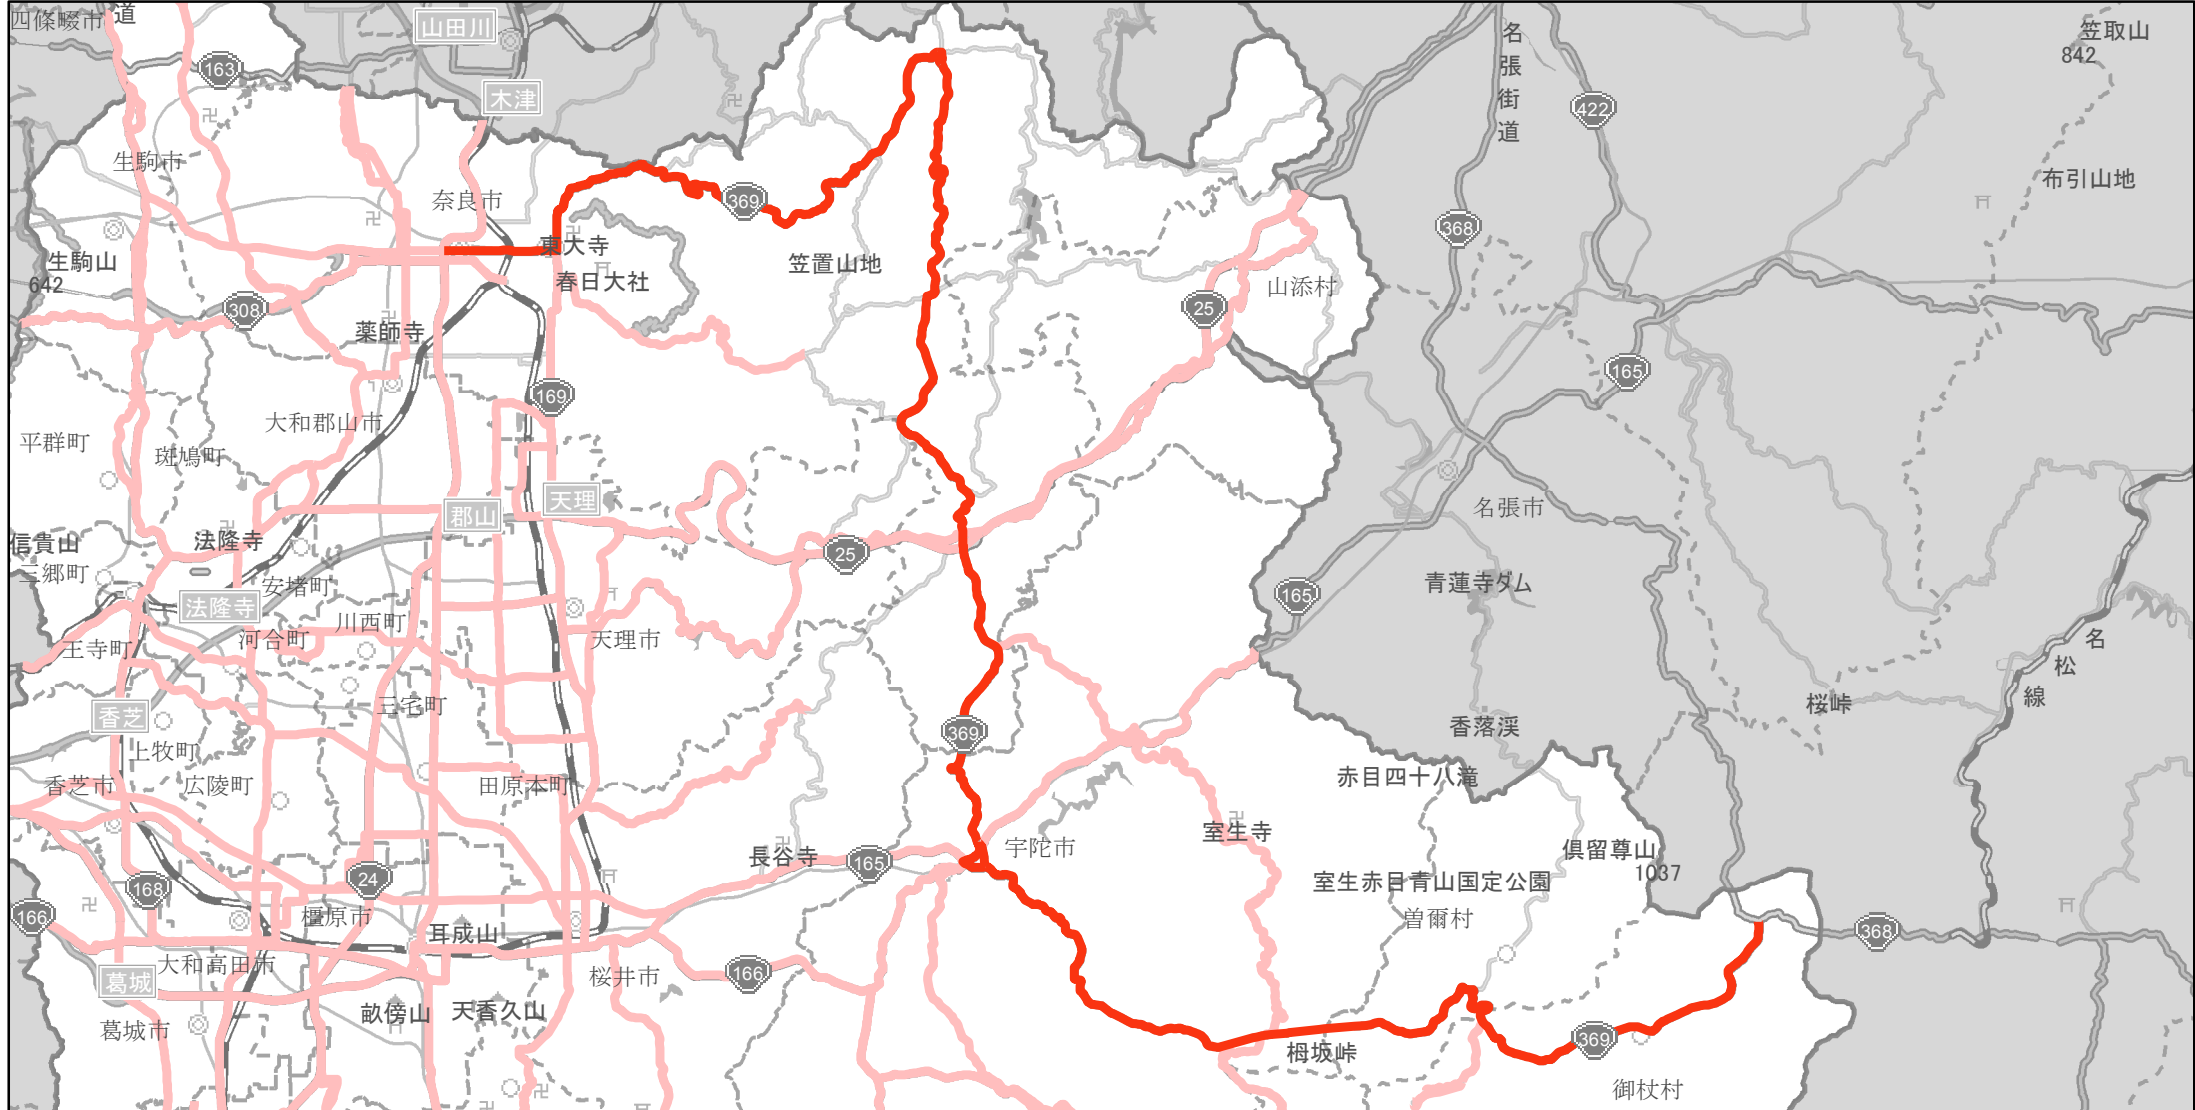 四條畷市
道
山田川
名張街道
笠取山
842
163
木津
422
生駒市
奈良市
369
布引山地
368
東大寺
生駒山
642
笠置山地
春日大社
山添村
308
25
薬師寺
165
169
大和郡山市
平群町
斑鳩町
天理
郡山
名張市
法隆寺
信貴山
三郷町
25
安堵町
青蓮寺ダム
165
法隆寺
川西町
河合町
天理市
王寺町
名松線
三宅町
桜峠
香芝
369
香落渓
上牧町
香芝市
広陵町
田原本町
赤目四十八滝
室生寺
宇陀市
長谷寺
165
倶留尊山
1037
24
168
室生赤目青山国定公園
166
橿原市
曽爾村
耳成山
368
大和高田市
桜井市
166
葛城
畝傍山
天香久山
葛城市
369
栂坂峠
御杖村